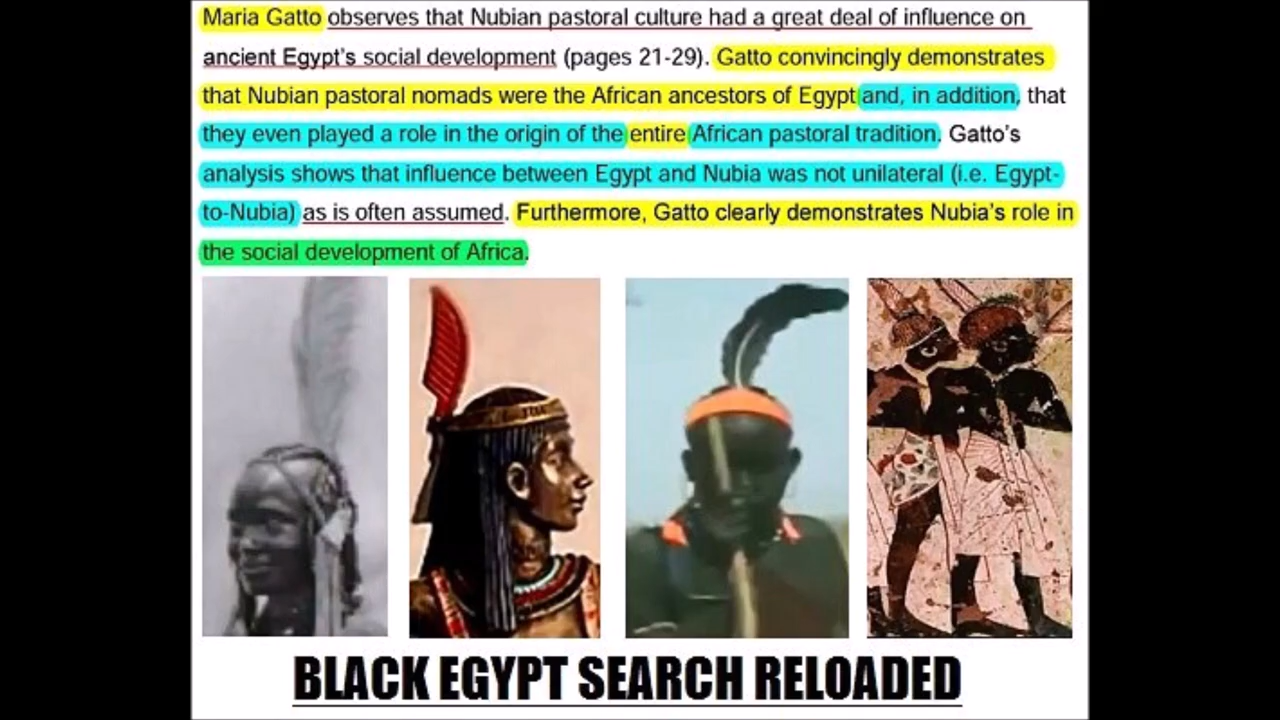 Maria Gatto observes that Nubian pastoral culture had a great deal of influence on
ancient Egypt's social development (pages 21-29). Gatto convincingly demonstrates
that Nubian pastoral nomads were the African ancestors of Egypt and, in addition, that
they even played a role in the origin of the entire African pastoral tradition. Gatto's
analysis shows that influence between Egypt and Nubia was not unilateral (i.e. Egypt-
to-Nubia) as is often assumed. Furthermore, Gatto clearly demonstrates Nubia's role in
the social development of Africa.
BLACK EGYPT SEARCH RELOADED